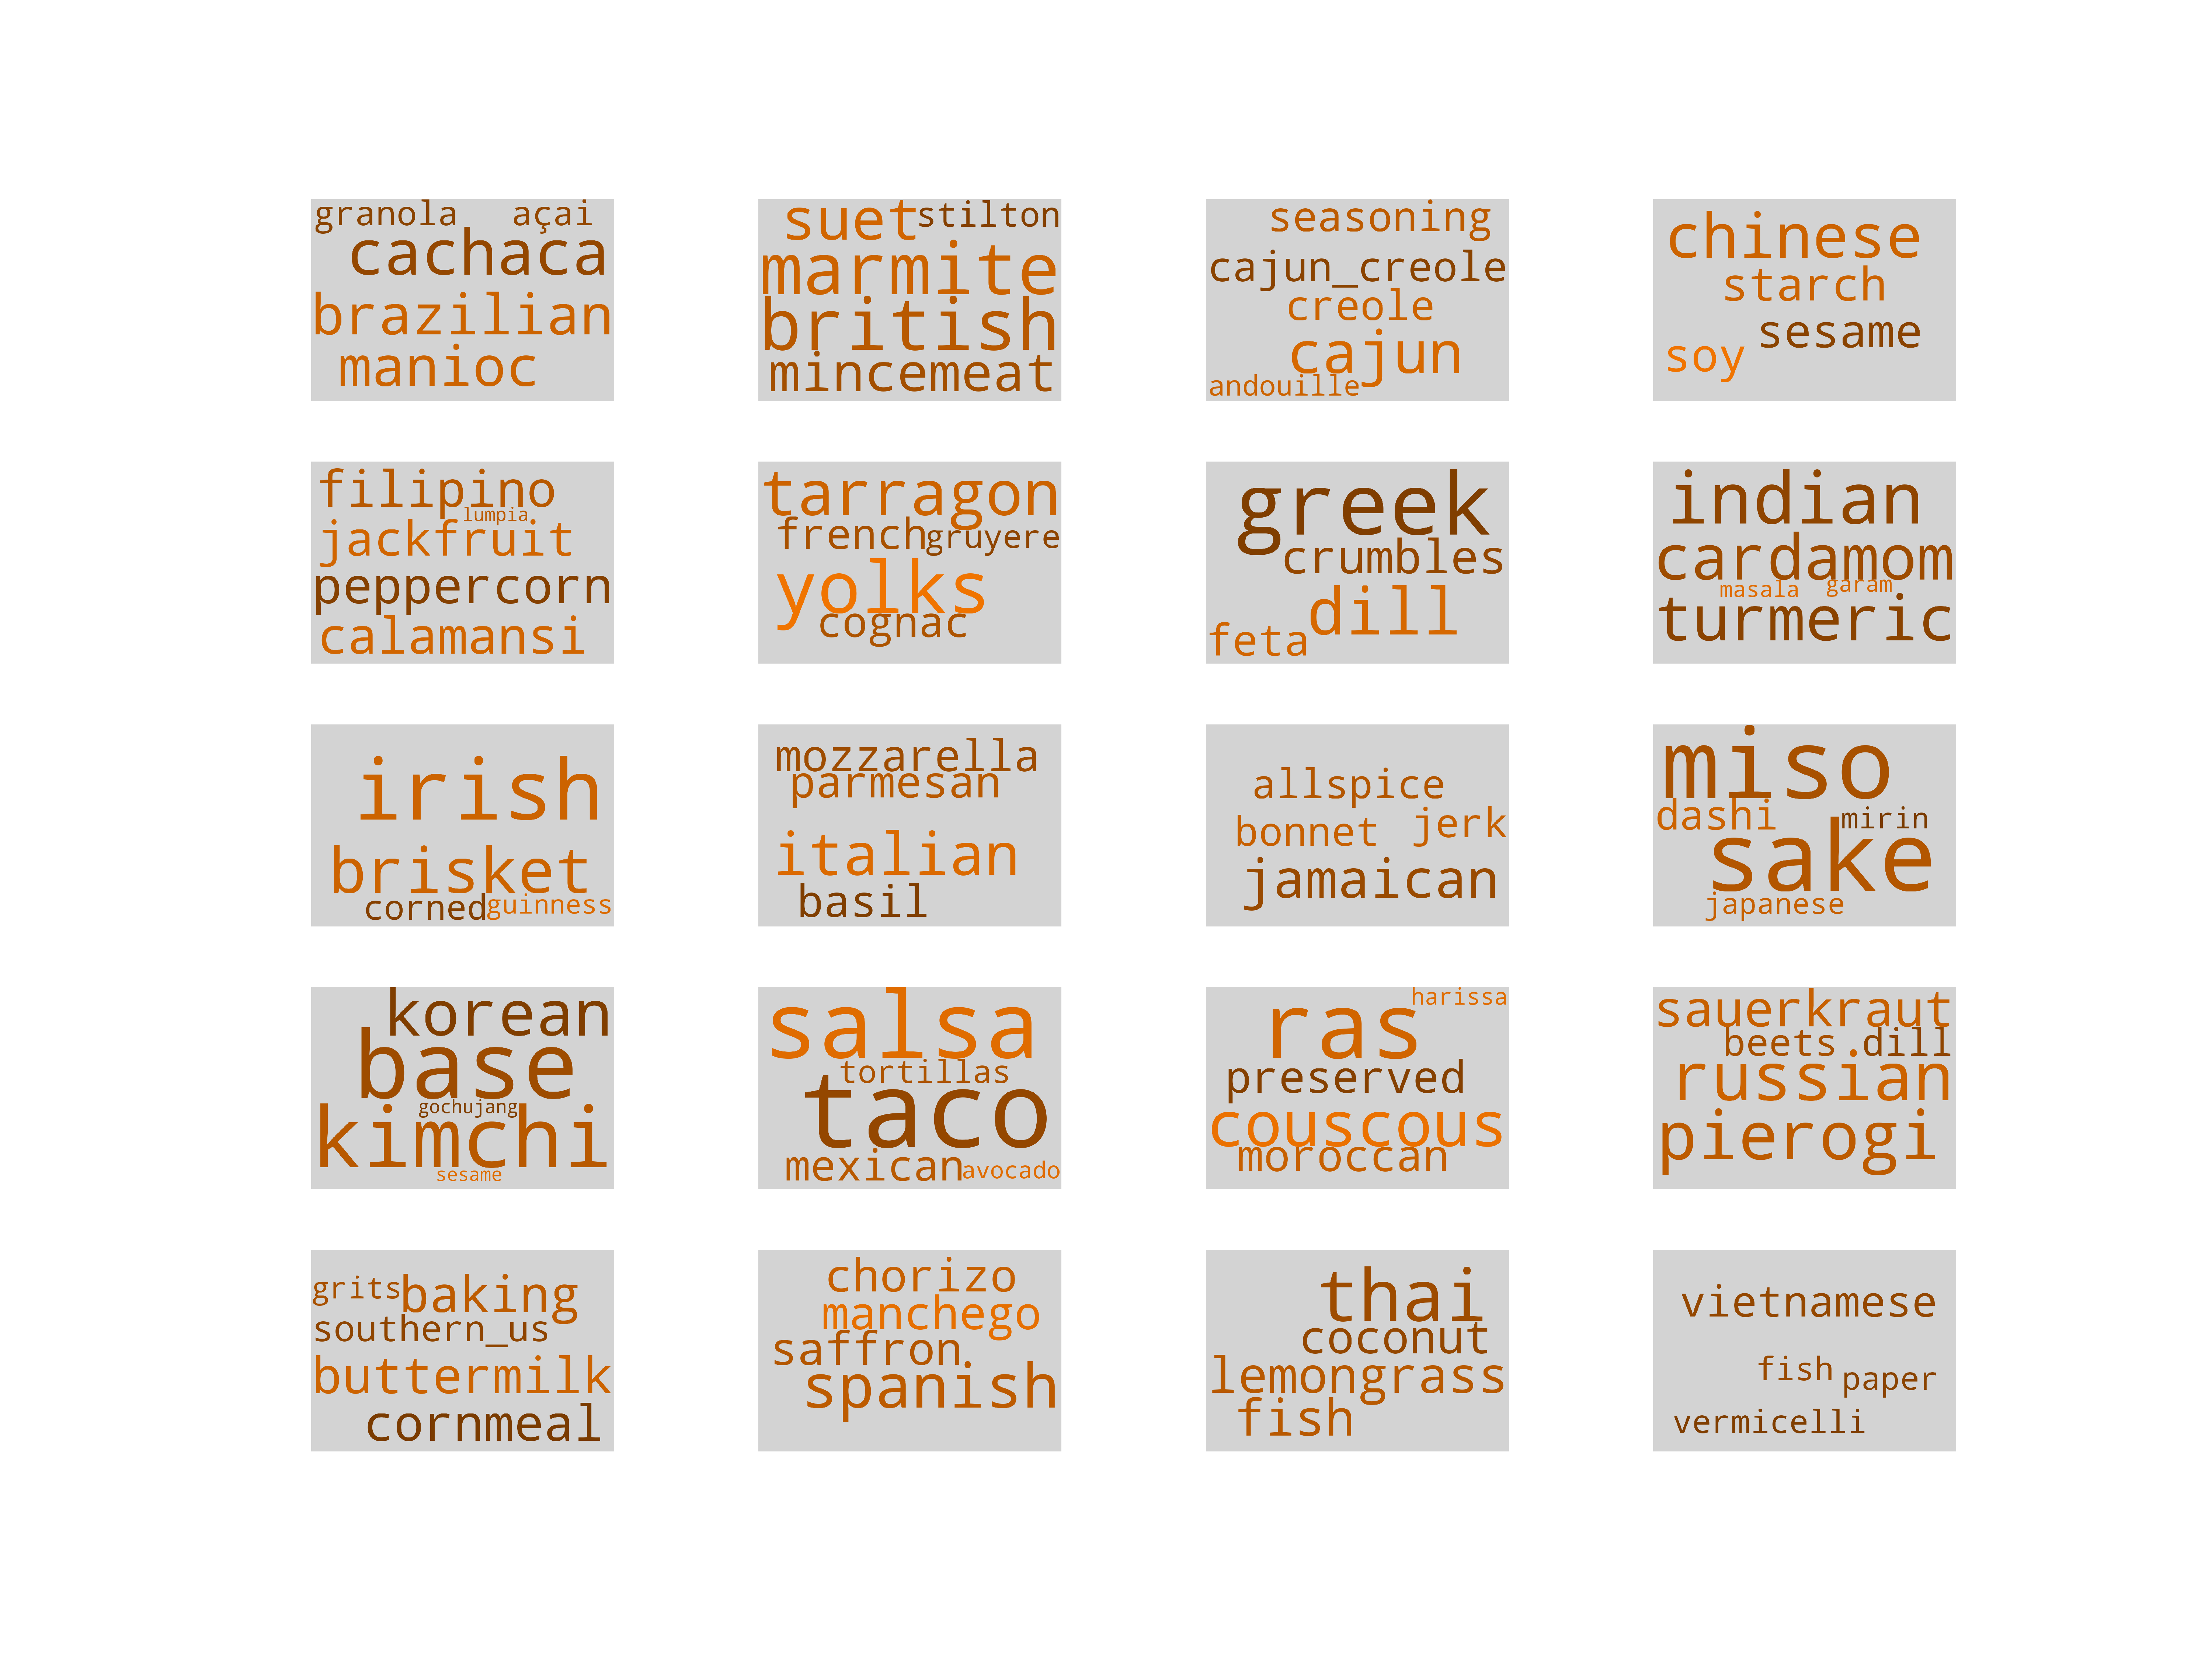 granola açai
cachaca
brazilian
manioc
suet stilton
marmite
british
mincemeat
seasoning
cajun_creole
creole
cajun
andouille
chinese
starch
sesame
soy
filipino
lumpia
jackfruit
peppercorn
calamansi
tarragon
french gruyere
yolks
cognac
greek
crumbles
dill
feta
indian
cardamom
masala garam
turmeric
irish
brisket
corned guinness
mozzarella
parmesan
italian
basil
allspice
bonnet jerk
jamaican
miso
dashi mirin
sake
japanese
korean
base
gochujang
kimchi
sesame
salsa
tortillas
taco
mexican avocado
harissa
ras
preserved
couscous
moroccan
sauerkraut
beets dill
russian
pierogi
grits baking
southern_us
buttermilk
cornmeal
chorizo
manchego
saffron
spanish
thai
coconut
lemongrass
fish
vietnamese
fish paper
vermicelli